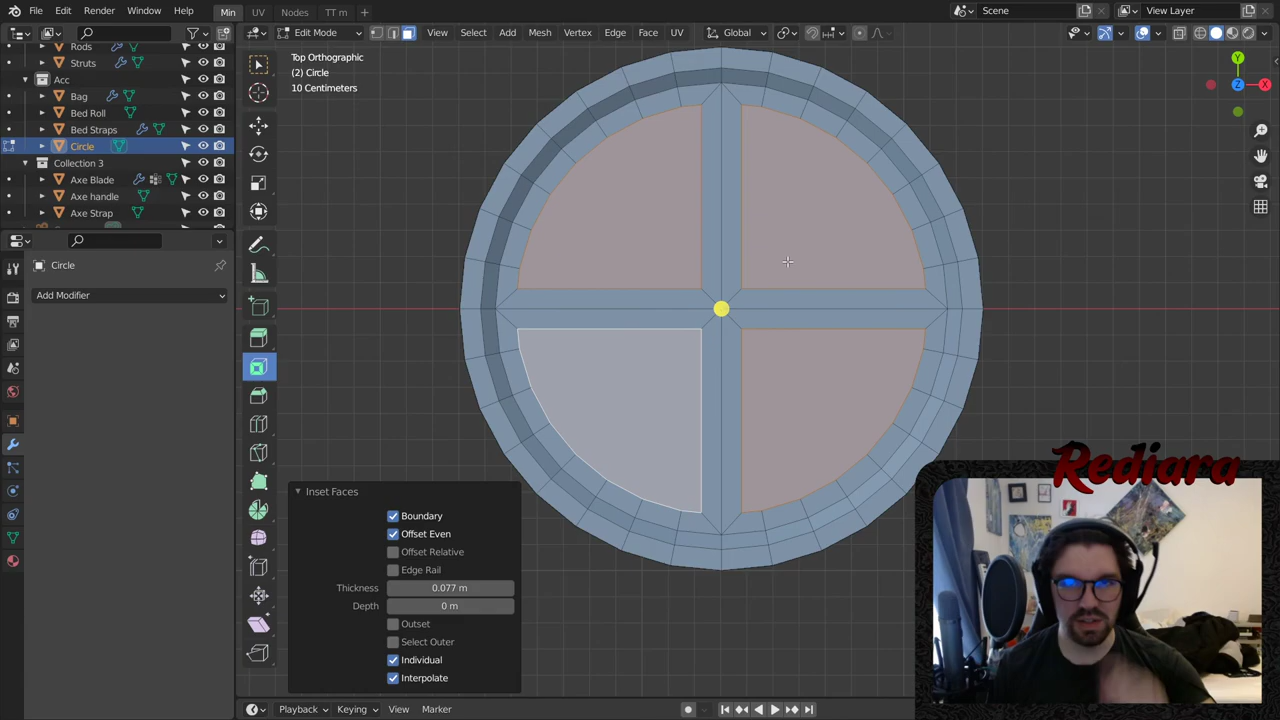 File Edit Render Window Help
Min UV Nodes TT m +
Scene
View Layer
Edit Mode
View Select Add Mesh Vertex Edge Face UV
Global
Rods
Struts
Acc
Bag
Bed Roll
Bed Straps
Circle
Collection 3
Axe Blade
Axe handle
Axe Strap
Top Orthographic
(2) Circle
10 Centimeters
Y
Z
X
Circle
Add Modifier
Inset Faces
Boundary
Offset Even
Offset Relative
Edge Rail
Thickness 0.077 m
Depth 0 m
Outset
Select Outer
Individual
Interpolate
Rediara
Playback Keying View Marker